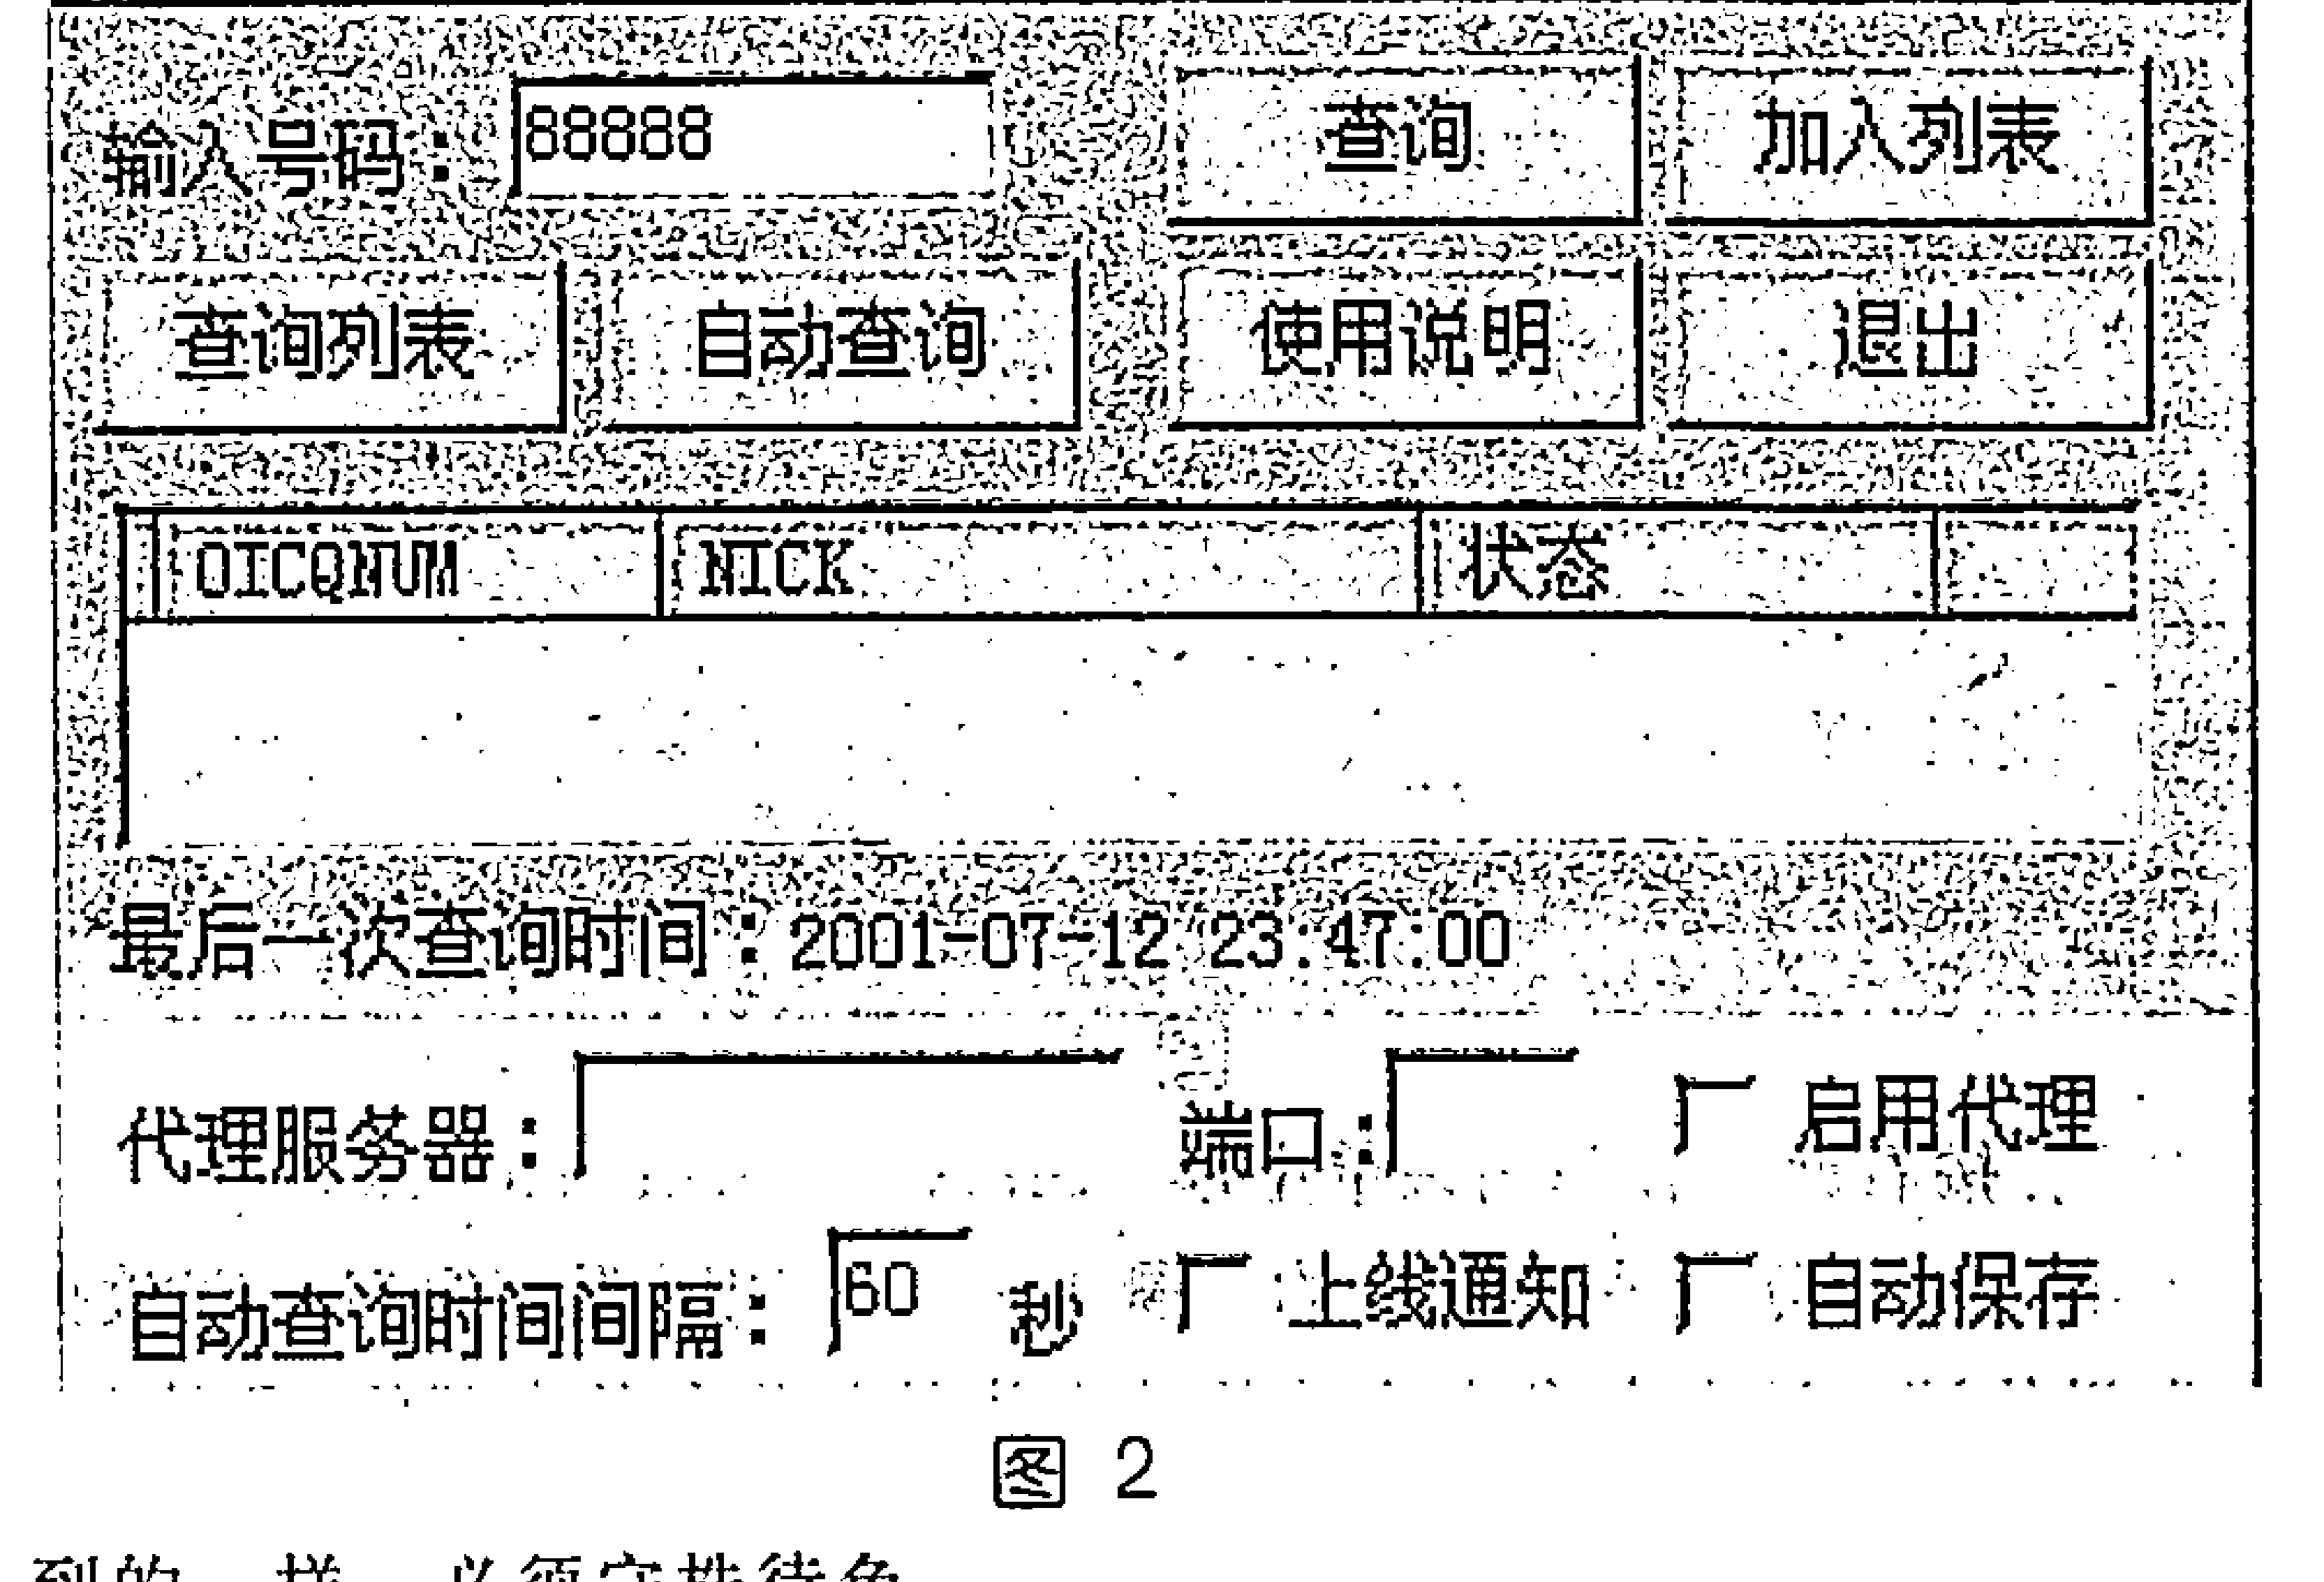 输入号码： 88888 查询 加入列表
查询列表 自动查询 使用说明 退出
OICQNUM NICK 状态
最后一次查询时间：2001-07-12 23:47:00
代理服务器： 端口： 启用代理
自动查询时间间隔： 60 秒 上线通知 自动保存
图 2